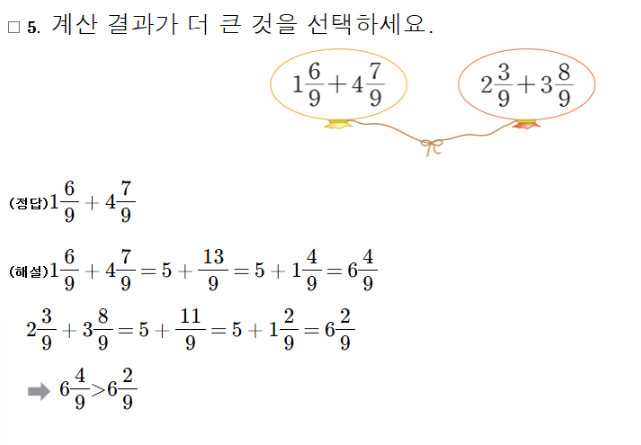 □ 5. 계산 결과가 더 큰 것을 선택하세요.
1 6/9 + 4 7/9    2 3/9 + 3 8/9
(정답) 1 6/9 + 4 7/9
(해설) 1 6/9 + 4 7/9 = 5 + 13/9 = 5 + 1 4/9 = 6 4/9
2 3/9 + 3 8/9 = 5 + 11/9 = 5 + 1 2/9 = 6 2/9
➡ 6 4/9 > 6 2/9